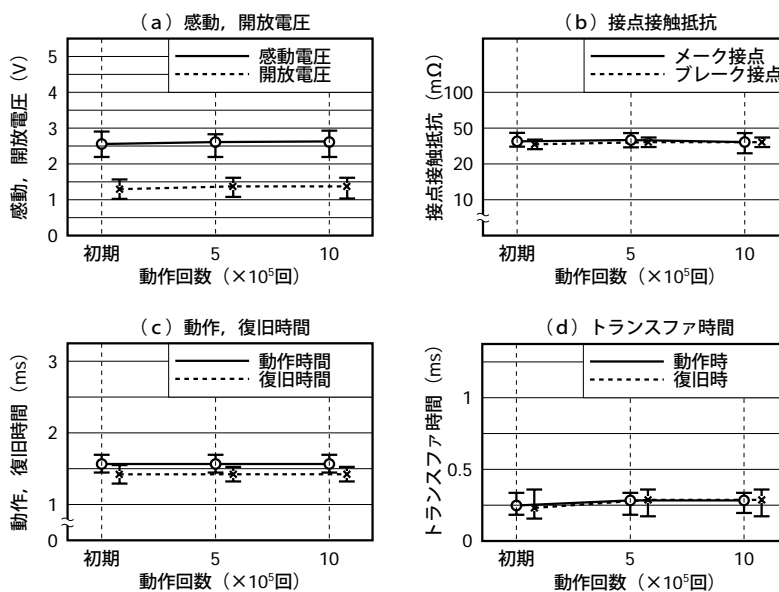 （a）感動，開放電圧
感動，開放電圧（V）
5
4
3
2
1
0
感動電圧
開放電圧
初期
5
10
動作回数（×10⁵回）
（b）接点接触抵抗
接点接触抵抗（mΩ）
100
50
20
10
メーク接点
ブレーク接点
初期
5
10
動作回数（×10⁵回）
（c）動作，復旧時間
動作，復旧時間（ms）
3
2
1
0
動作時間
復旧時間
初期
5
10
動作回数（×10⁵回）
（d）トランスファ時間
トランスファ時間（ms）
1
0.5
0
動作時
復旧時
初期
5
10
動作回数（×10⁵回）